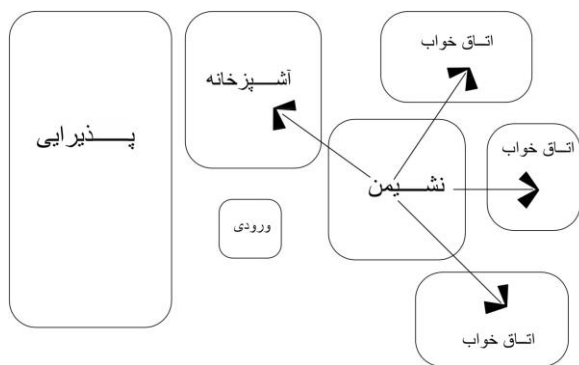 اتاق خواب
آشپزخانه
پذیرایی
اتاق خواب
نشیمن
ورودی
اتاق خواب